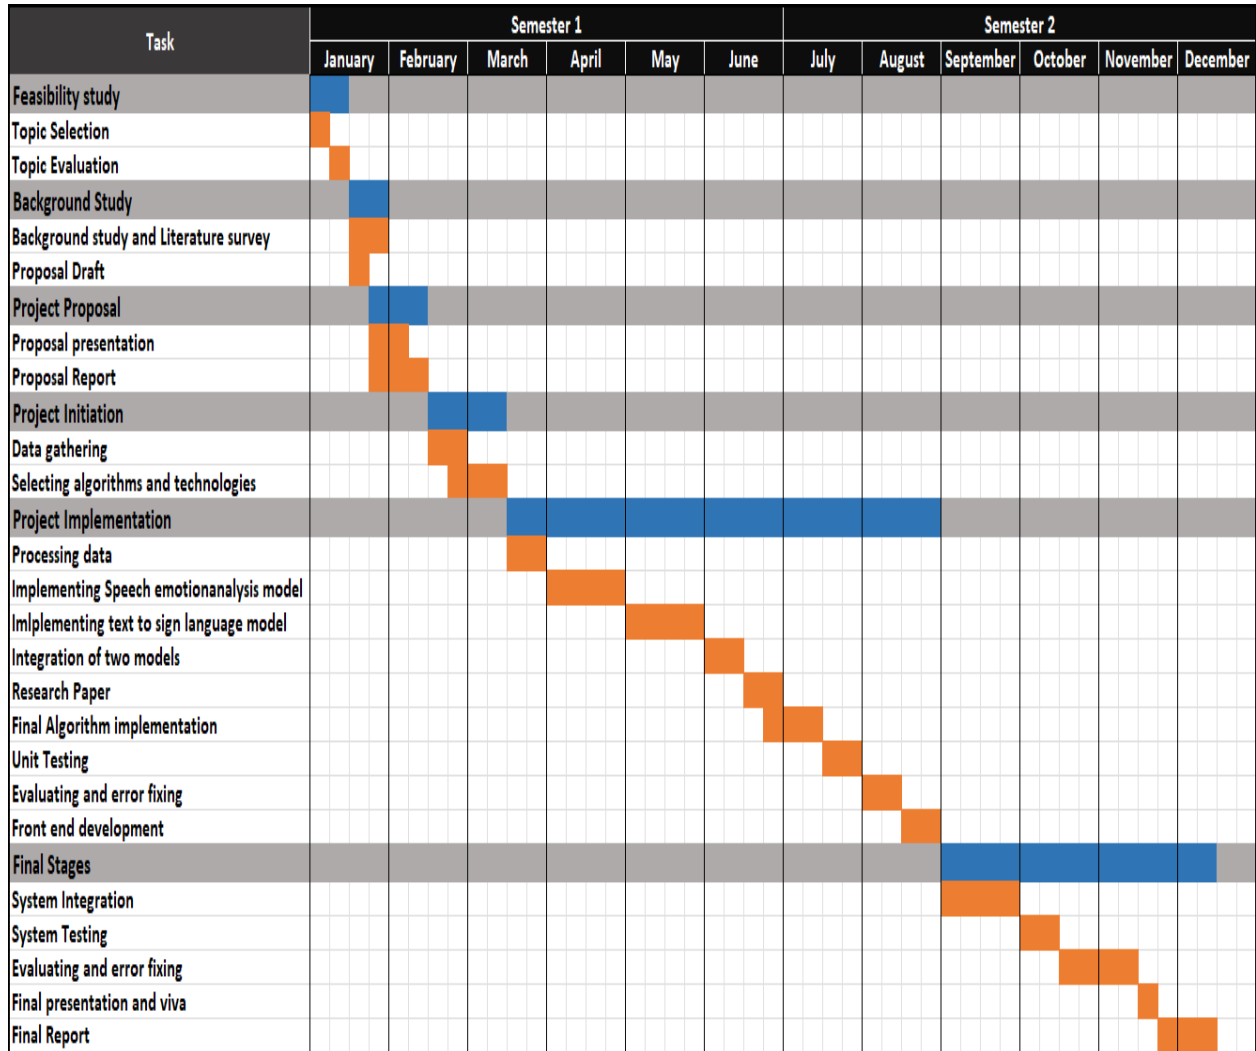 Task
Semester 1
Semester 2
January February March April May June July August September October November December
Feasibility study
Topic Selection
Topic Evaluation
Background Study
Background study and Literature survey
Proposal Draft
Project Proposal
Proposal presentation
Proposal Report
Project Initiation
Data gathering
Selecting algorithms and technologies
Project Implementation
Processing data
Implementing Speech emotionanalysis model
Imlplementing text to sign language model
Integration of two models
Research Paper
Final Algorithm implementation
Unit Testing
Evaluating and error fixing
Front end development
Final Stages
System Integration
System Testing
Evaluating and error fixing
Final presentation and viva
Final Report